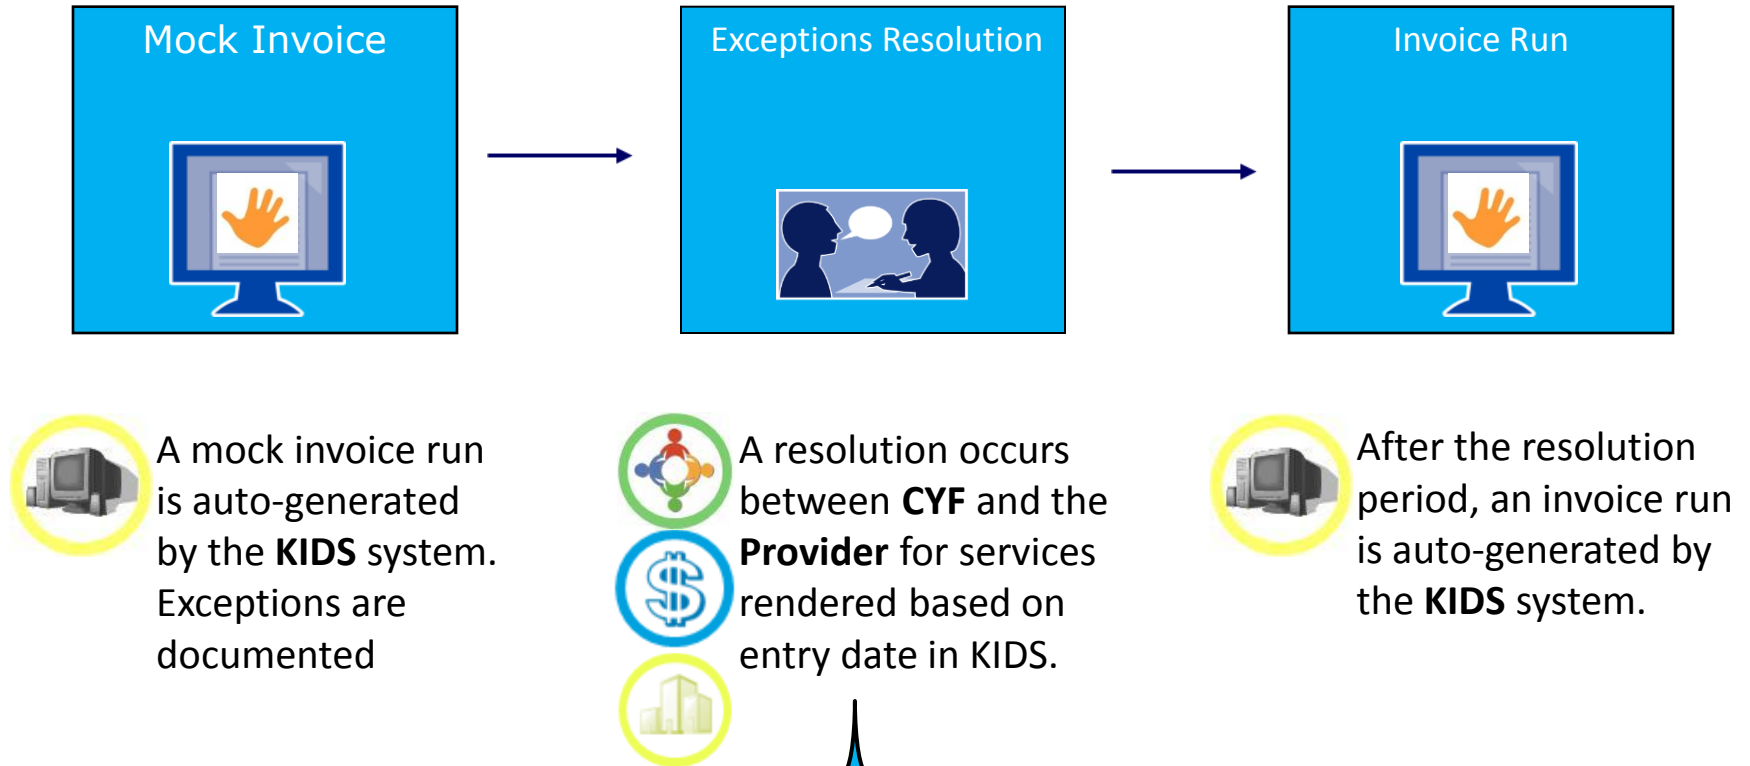 Mock Invoice
Exceptions Resolution
Invoice Run
A mock invoice run
is auto-generated
by the KIDS system.
Exceptions are
documented
A resolution occurs
between CYF and the
Provider for services
rendered based on
entry date in KIDS.
After the resolution
period, an invoice run
is auto-generated by
the KIDS system.
$